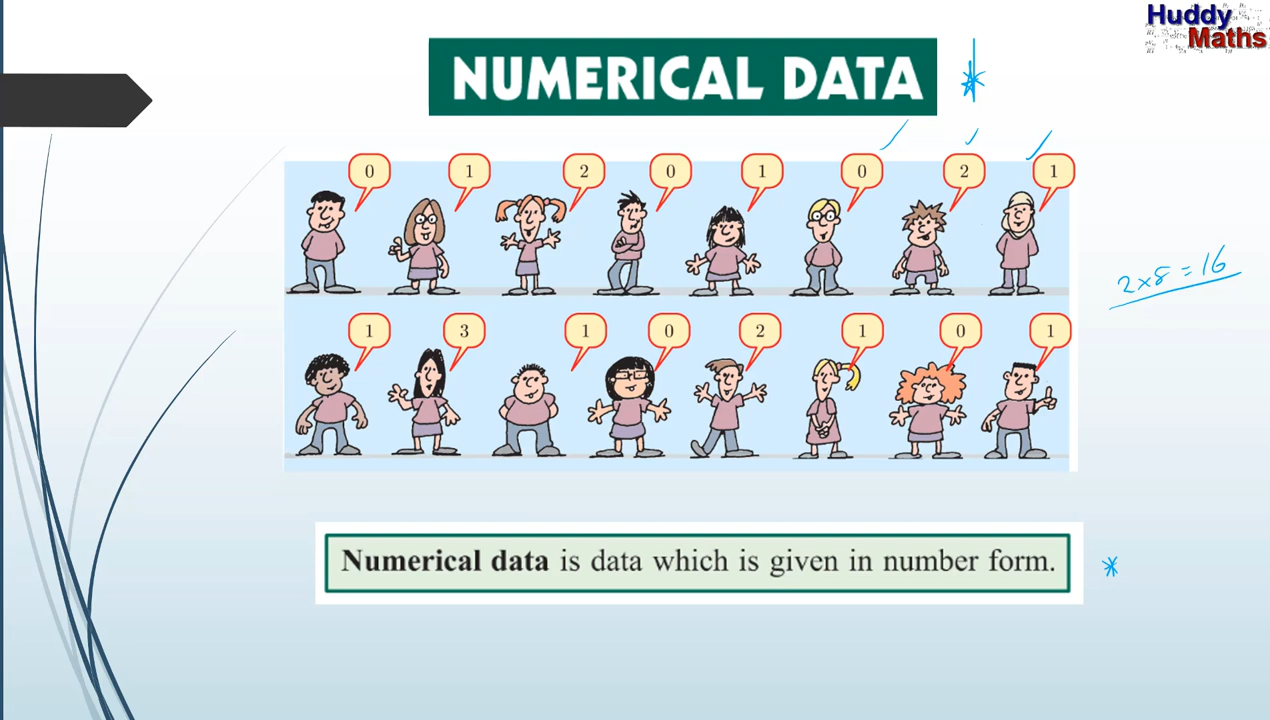 Huddy
Maths
NUMERICAL DATA
0 1 2 0 1 0 2 1
2×8 = 16
1 3 1 0 2 1 0 1
Numerical data is data which is given in number form.